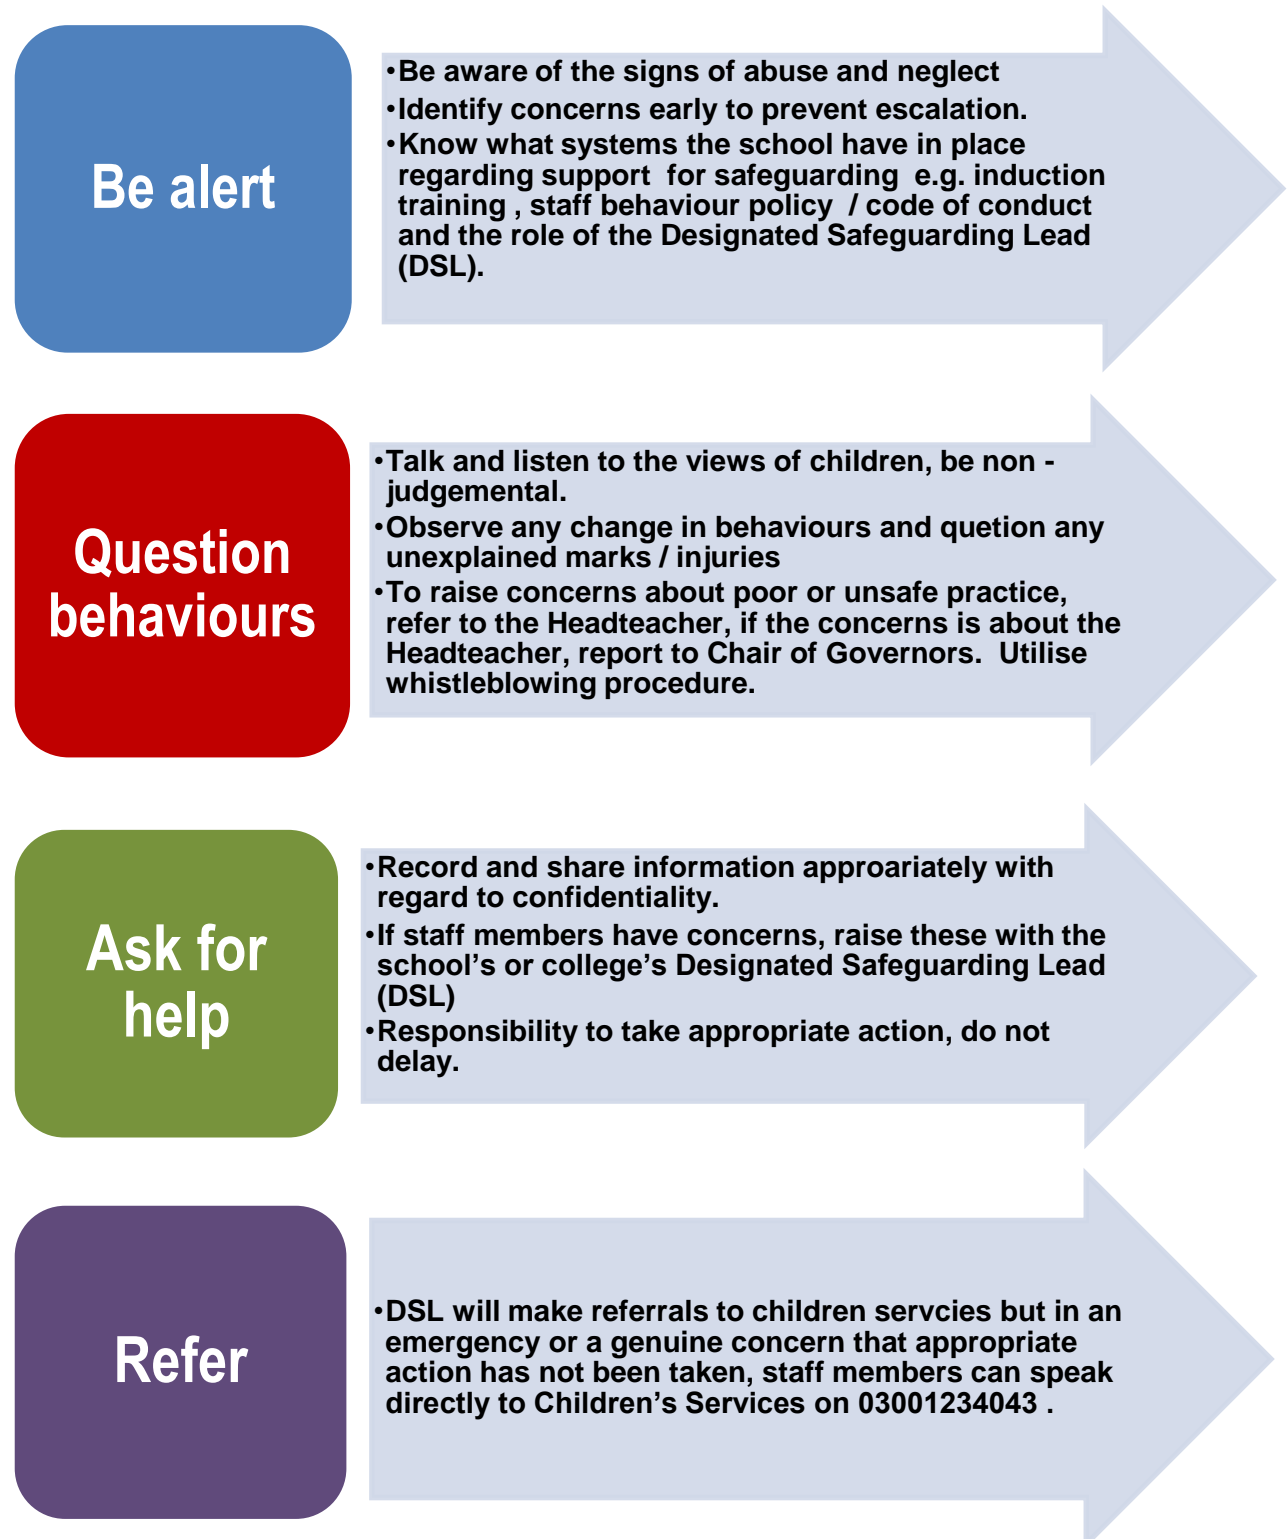 Be alert
•Be aware of the signs of abuse and neglect
•Identify concerns early to prevent escalation.
•Know what systems the school have in place
regarding support  for safeguarding  e.g. induction
training , staff behaviour policy  / code of conduct
and the role of the Designated Safeguarding Lead
(DSL).
Question
behaviours
•Talk and listen to the views of children, be non -
judgemental.
•Observe any change in behaviours and quetion any
unexplained marks / injuries
•To raise concerns about poor or unsafe practice,
refer to the Headteacher, if the concerns is about the
Headteacher, report to Chair of Governors.  Utilise
whistleblowing procedure.
Ask for
help
•Record and share information approariately with
regard to confidentiality.
•If staff members have concerns, raise these with the
school’s or college’s Designated Safeguarding Lead
(DSL)
•Responsibility to take appropriate action, do not
delay.
Refer
•DSL will make referrals to children servcies but in an
emergency or a genuine concern that appropriate
action has not been taken, staff members can speak
directly to Children’s Services on 03001234043 .